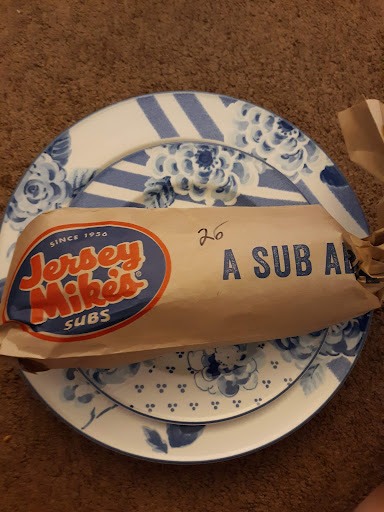 SINCE 1956
Jersey
Mike's
SUBS
26
A SUB AB